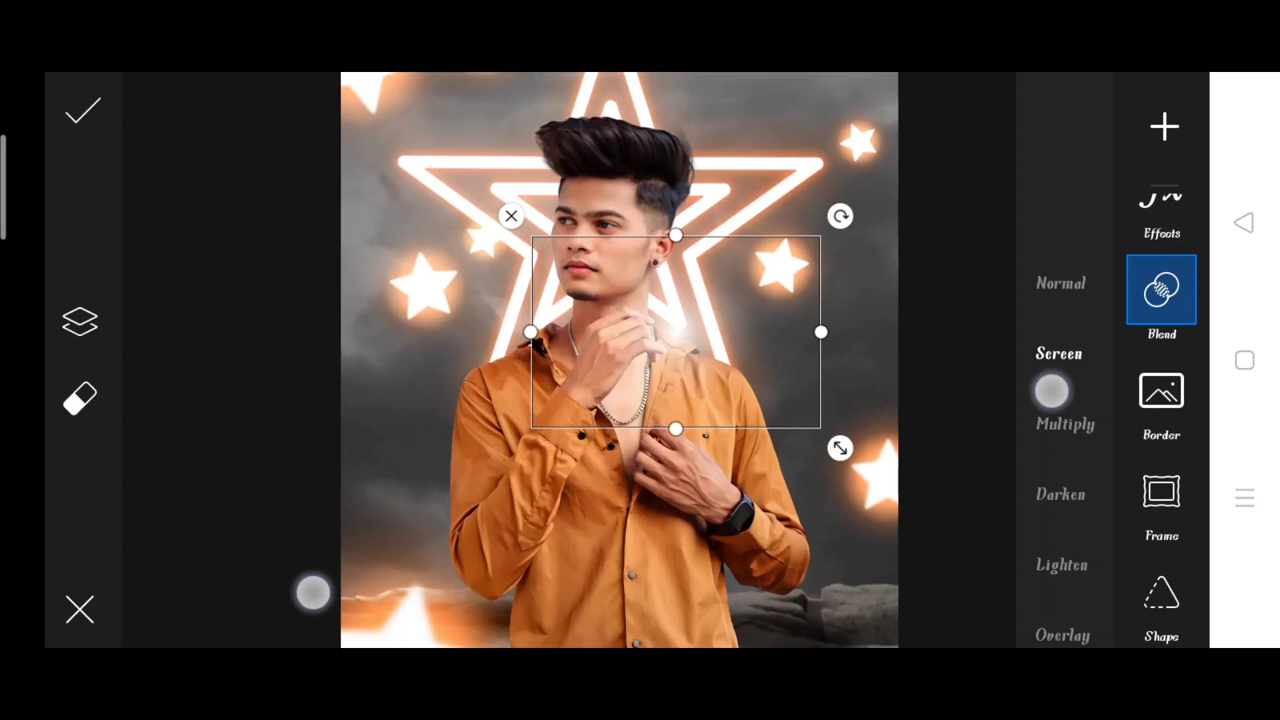 Normal
Screen
Multiply
Darken
Lighten
Overlay
Effects
Blend
Border
Frame
Shape